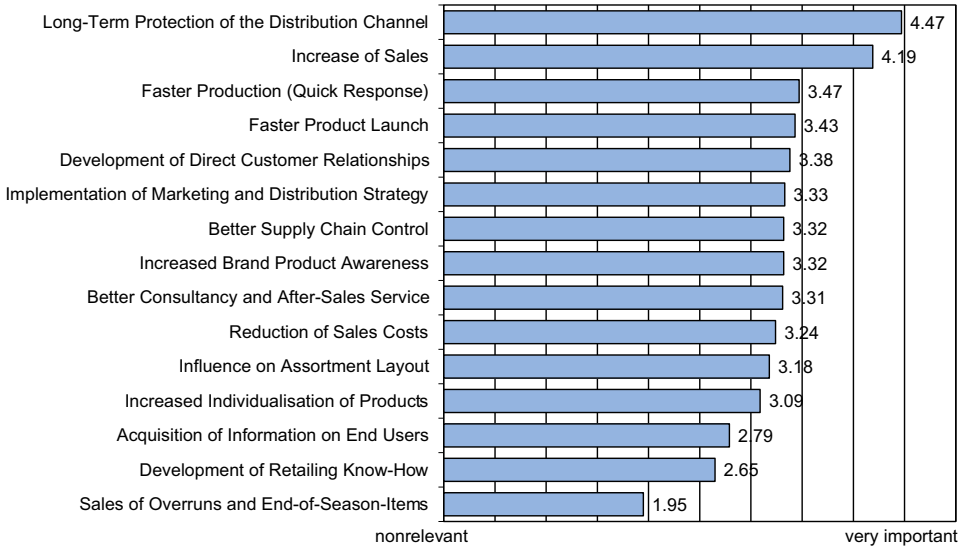 Long-Term Protection of the Distribution Channel 4.47
Increase of Sales 4.19
Faster Production (Quick Response) 3.47
Faster Product Launch 3.43
Development of Direct Customer Relationships 3.38
Implementation of Marketing and Distribution Strategy 3.33
Better Supply Chain Control 3.32
Increased Brand Product Awareness 3.32
Better Consultancy and After-Sales Service 3.31
Reduction of Sales Costs 3.24
Influence on Assortment Layout 3.18
Increased Individualisation of Products 3.09
Acquisition of Information on End Users 2.79
Development of Retailing Know-How 2.65
Sales of Overruns and End-of-Season-Items 1.95
nonrelevant very important